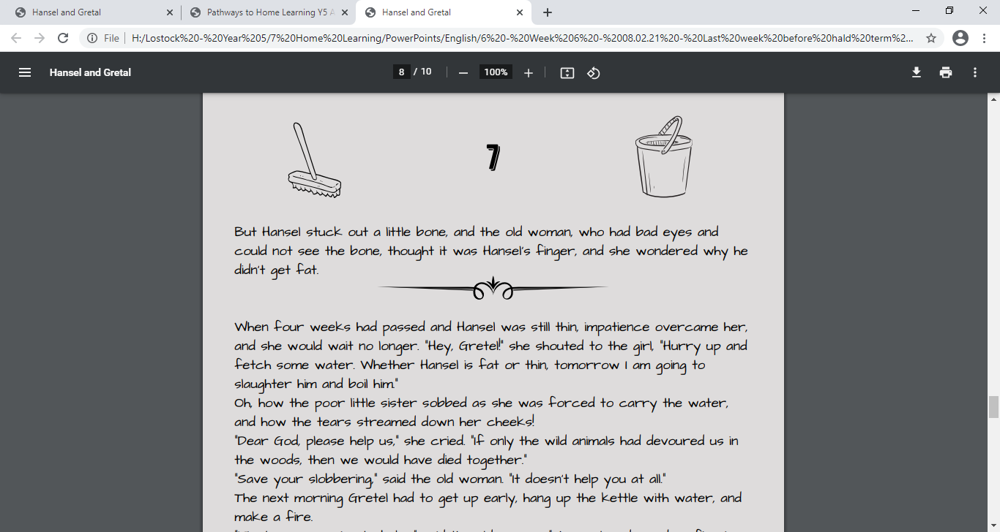 Hansel and Gretal
Pathways to Home Learning Y5 A
Hansel and Gretal
File
H:/Lostock%20-%20Year%205/7%20Home%20Learning/PowerPoints/English/6%20-%20Week%206%20-%2008.02.21%20-%20Last%20week%20before%20hald%20term%2...
Hansel and Gretal
8 / 10
100%
7
But Hansel stuck out a little bone, and the old woman, who had bad eyes and
could not see the bone, thought it was Hansel's finger, and she wondered why he
didn't get fat.
When four weeks had passed and Hansel was still thin, impatience overcame her,
and she would wait no longer. "Hey, Gretel!" she shouted to the girl, "Hurry up and
fetch some water. Whether Hansel is fat or thin, tomorrow I am going to
slaughter him and boil him."
Oh, how the poor little sister sobbed as she was forced to carry the water,
and how the tears streamed down her cheeks!
"Dear God, please help us," she cried. "If only the wild animals had devoured us in
the woods, then we would have died together."
"Save your slobbering," said the old woman. "It doesn't help you at all."
The next morning Gretel had to get up early, hang up the kettle with water, and
make a fire.